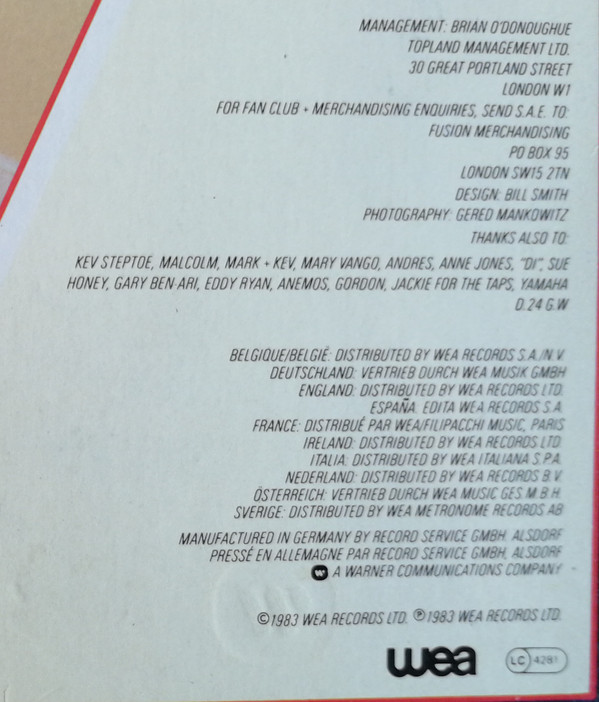 MANAGEMENT: BRIAN O'DONOUGHUE
TOPLAND MANAGEMENT LTD.
30 GREAT PORTLAND STREET
LONDON W1
FOR FAN CLUB + MERCHANDISING ENQUIRIES, SEND S.A.E. TO:
FUSION MERCHANDISING
PO BOX 95
LONDON SW15 2TN
DESIGN: BILL SMITH
PHOTOGRAPHY: GERED MANKOWITZ
THANKS ALSO TO:
KEV STEPTOE, MALCOLM, MARK + KEV, MARY VANGO, ANDRES, ANNE JONES, "DI", SUE
HONEY, GARY BEN-ARI, EDDY RYAN, ANEMOS, GORDON, JACKIE FOR THE TAPS, YAMAHA
D.24 G.W
BELGIQUE/BELGIË: DISTRIBUTED BY WEA RECORDS S.A./N.V.
DEUTSCHLAND: VERTRIEB DURCH WEA MUSIK GMBH
ENGLAND: DISTRIBUTED BY WEA RECORDS LTD.
ESPAÑA: EDITA WEA RECORDS S.A.
FRANCE: DISTRIBUÉ PAR WEA/FILIPACCHI MUSIC, PARIS
IRELAND: DISTRIBUTED BY WEA RECORDS LTD.
ITALIA: DISTRIBUTED BY WEA ITALIANA S.P.A.
NEDERLAND: DISTRIBUTED BY WEA RECORDS B.V.
ÖSTERREICH: VERTRIEB DURCH WEA MUSIC GES.M.B.H.
SVERIGE: DISTRIBUTED BY WEA METRONOME RECORDS AB
MANUFACTURED IN GERMANY BY RECORD SERVICE GMBH, ALSDORF
PRESSÉ EN ALLEMAGNE PAR RECORD SERVICE GMBH, ALSDORF
A WARNER COMMUNICATIONS COMPANY
©1983 WEA RECORDS LTD. ℗1983 WEA RECORDS LTD.
wea LC 4281